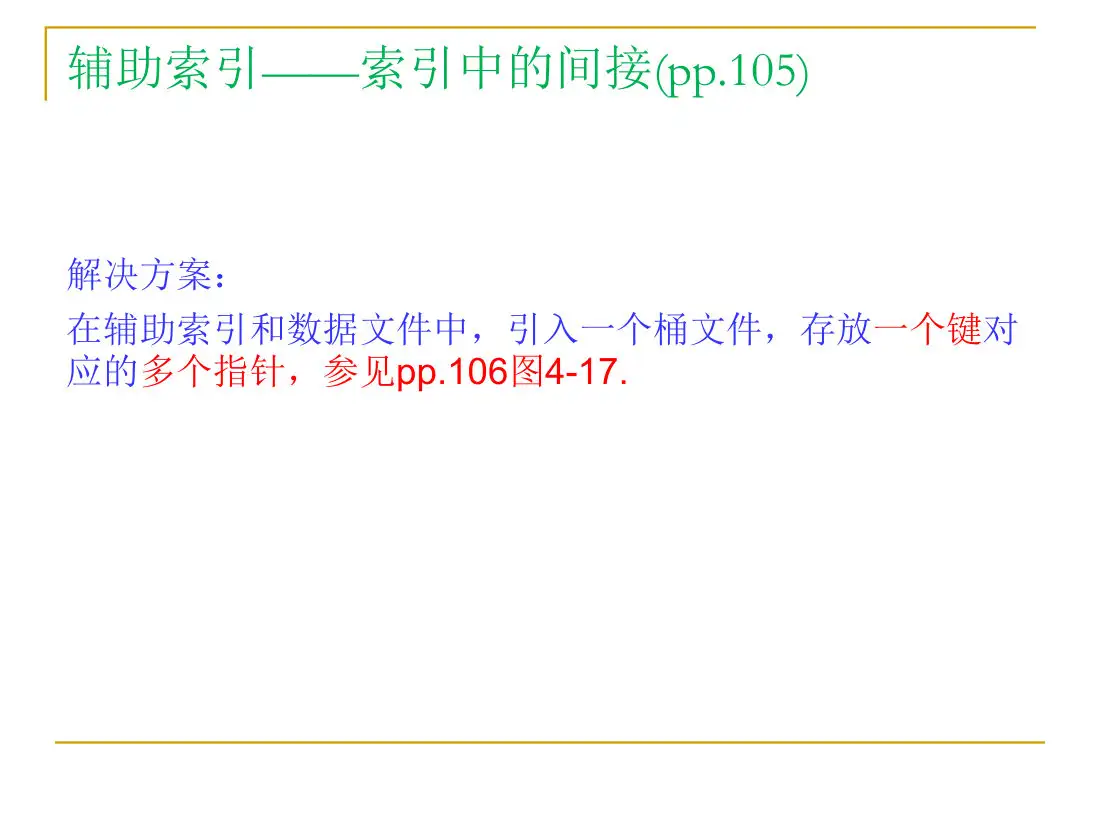 辅助索引——索引中的间接(pp.105)
解决方案：
在辅助索引和数据文件中，引入一个桶文件，存放一个键对
应的多个指针，参见pp.106图4-17.